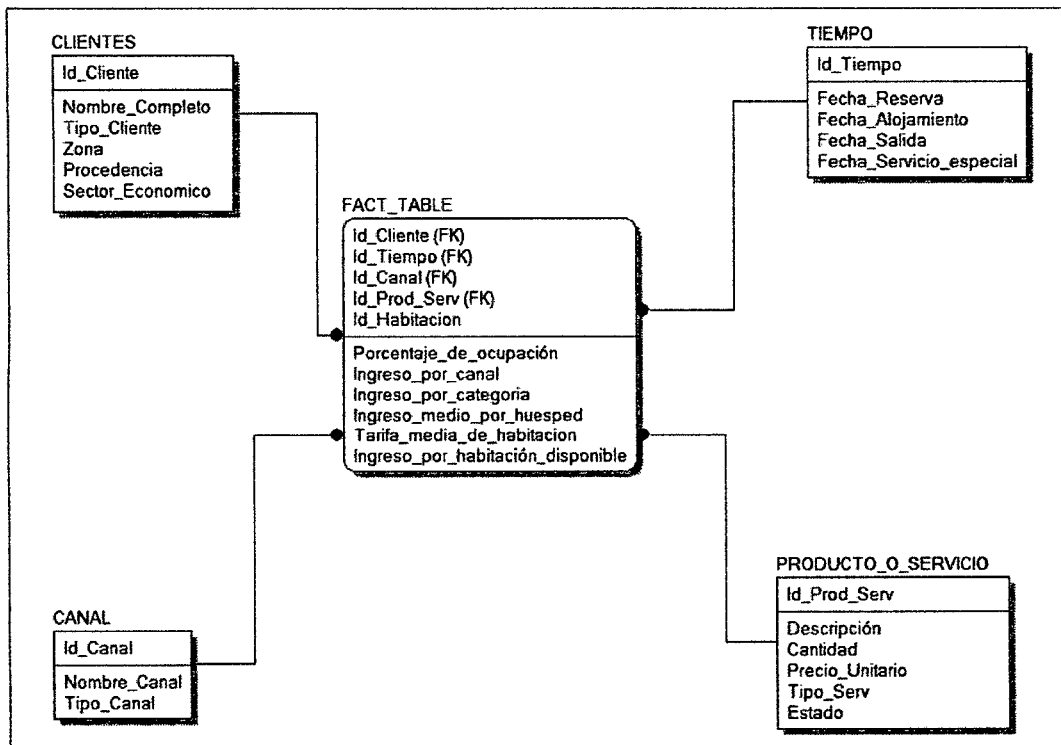 CLIENTES
Id_Cliente
Nombre_Completo
Tipo_Cliente
Zona
Procedencia
Sector_Economico
TIEMPO
Id_Tiempo
Fecha_Reserva
Fecha_Alojamiento
Fecha_Salida
Fecha_Servicio_especial
FACT_TABLE
Id_Cliente (FK)
Id_Tiempo (FK)
Id_Canal (FK)
Id_Prod_Serv (FK)
Id_Habitacion
Porcentaje_de_ocupación
Ingreso_por_canal
Ingreso_por_categoria
Ingreso_medio_por_huesped
Tarifa_media_de_habitacion
Ingreso_por_habitación_disponible
CANAL
Id_Canal
Nombre_Canal
Tipo_Canal
PRODUCTO_O_SERVICIO
Id_Prod_Serv
Descripción
Cantidad
Precio_Unitario
Tipo_Serv
Estado